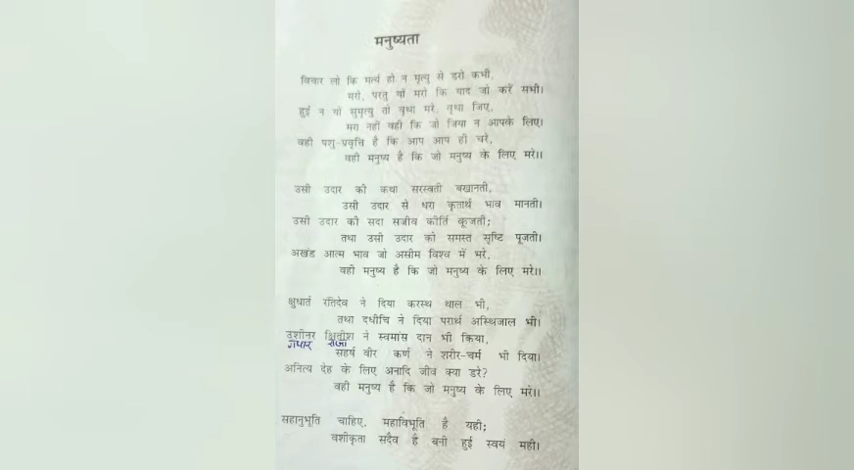 मनुष्यता
विचार लो कि मर्त्य हो न मृत्यु से डरो कभी,
मरो, परंतु यों मरो कि याद जो करें सभी।
हुई न यों सुमृत्यु तो वृथा मरे, वृथा जिए,
मरा नहीं वही कि जो जिया न आपके लिए।
वही पशु-प्रवृत्ति है कि आप आप ही चरे,
वही मनुष्य है कि जो मनुष्य के लिए मरे।।
उसी उदार की कथा सरस्वती बखानती,
उसी उदार से धरा कृतार्थ भाव मानती।
उसी उदार की सदा सजीव कीर्ति कूजती;
तथा उसी उदार को समस्त सृष्टि पूजती।
अखंड आत्म भाव जो असीम विश्व में भरे,
वही मनुष्य है कि जो मनुष्य के लिए मरे।।
क्षुधार्त रंतिदेव ने दिया करस्थ थाल भी,
तथा दधीचि ने दिया परार्थ अस्थिजाल भी।
उशीनर क्षितीश ने स्वमांस दान भी किया,
गंधार राजा
सहर्ष वीर कर्ण ने शरीर-चर्म भी दिया।
अनित्य देह के लिए अनादि जीव क्या डरे?
वही मनुष्य है कि जो मनुष्य के लिए मरे।।
सहानुभूति चाहिए, महाविभूति है यही;
वशीकृता सदैव है बनी हुई स्वयं मही।